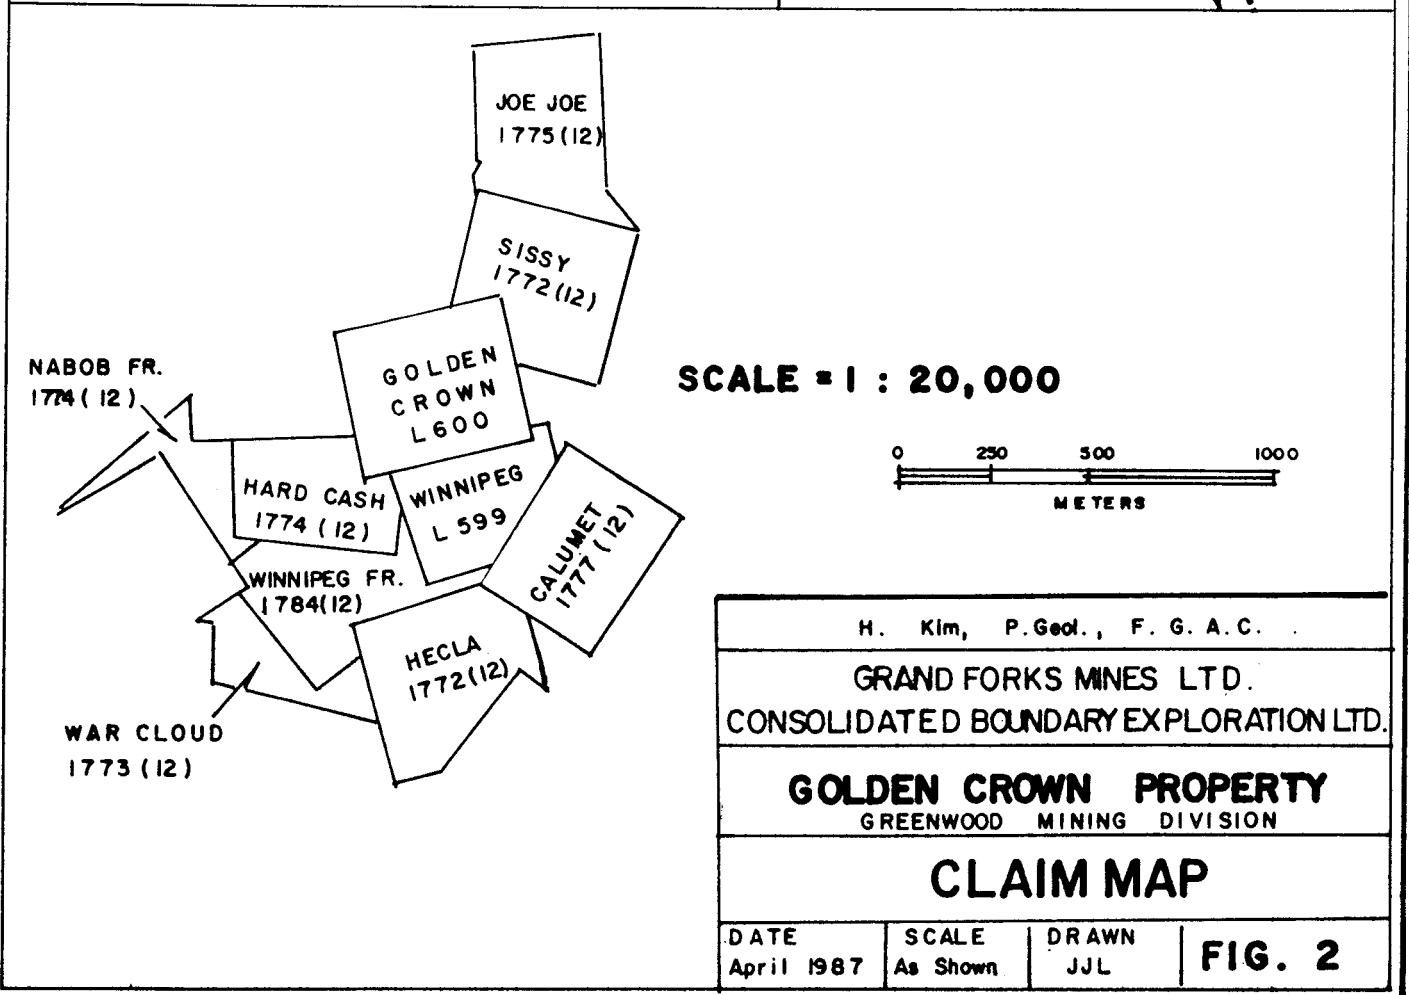 JOE JOE
1775(12)
SISSY
1772(12)
GOLDEN
CROWN
L600
NABOB FR.
1774(12)
SCALE = 1 : 20,000
0 250 500 1000
METERS
HARD CASH
1774 (12)
WINNIPEG
L 599
CALUMET
1777 (12)
WINNIPEG FR.
1784(12)
HECLA
1772(12)
WAR CLOUD
1773 (12)
H. Kim, P.Geol., F. G. A. C.
GRAND FORKS MINES LTD.
CONSOLIDATED BOUNDARY EXPLORATION LTD.
GOLDEN CROWN PROPERTY
GREENWOOD MINING DIVISION
CLAIM MAP
DATE
April 1987
SCALE
As Shown
DRAWN
JJL
FIG. 2